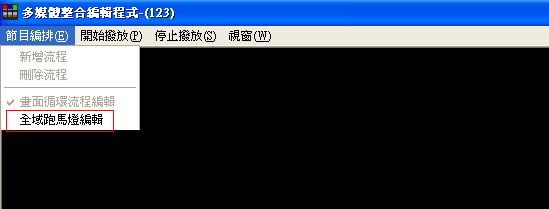 多媒體整合編輯程式-(123)
節目編排(E) 開始撥放(P) 停止撥放(S) 視窗(W)
新增流程
刪除流程
畫面循環流程編輯
全域跑馬燈編輯